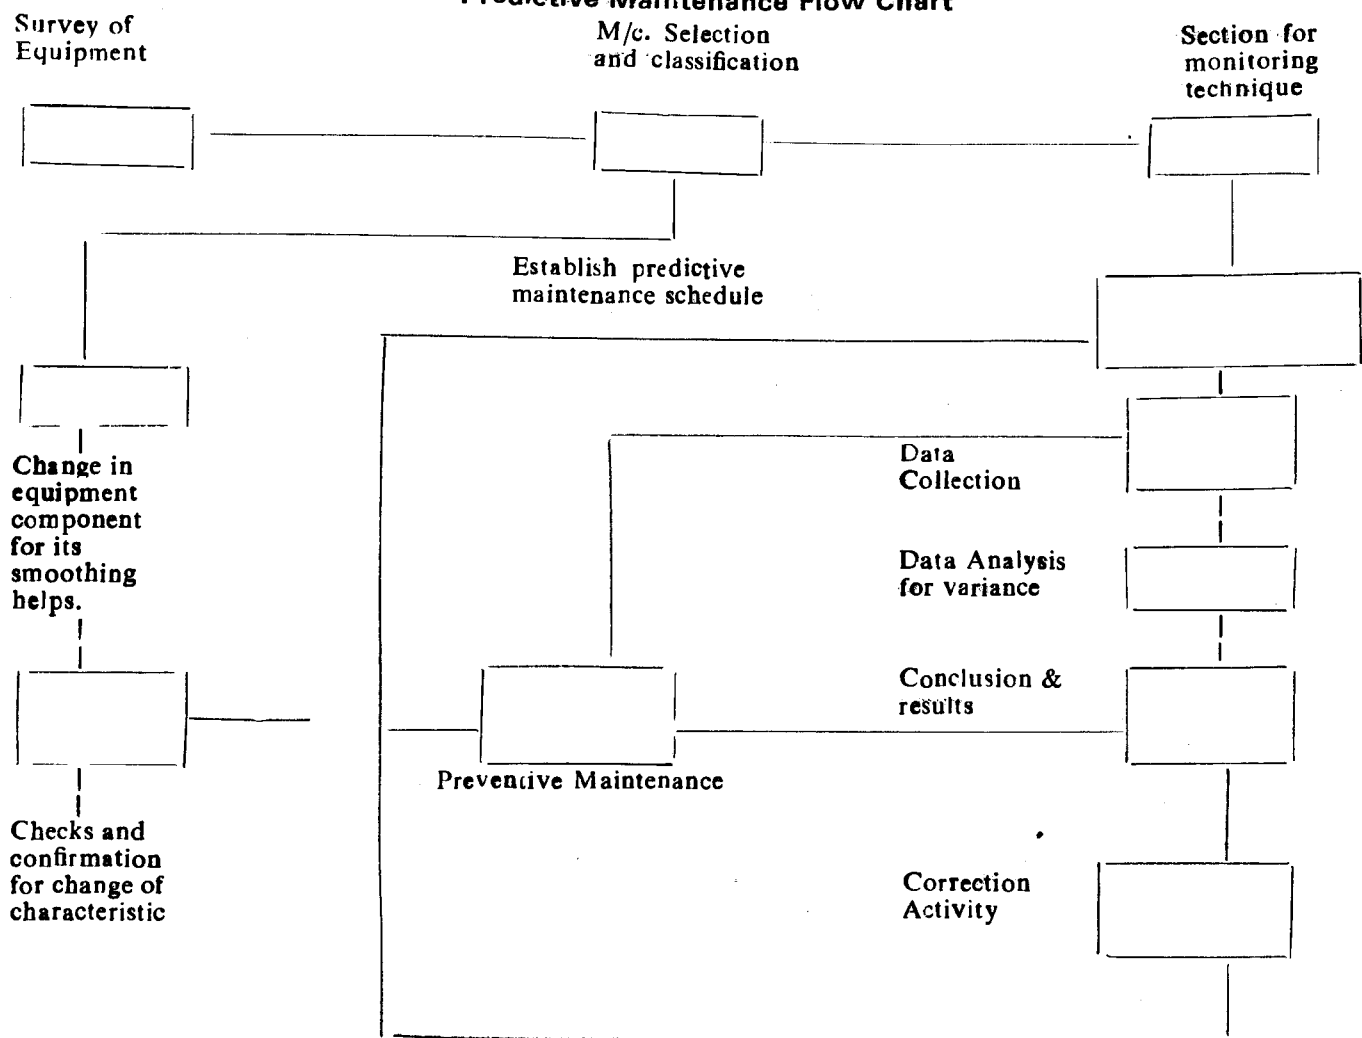 Predictive Maintenance Flow Chart
Survey of
Equipment
M/c. Selection
and classification
Section for
monitoring
technique
Establish predictive
maintenance schedule
Data
Collection
Change in
equipment
component
for its
smoothing
helps.
Data Analysis
for variance
Conclusion &
results
Preventive Maintenance
Checks and
confirmation
for change of
characteristic
Correction
Activity